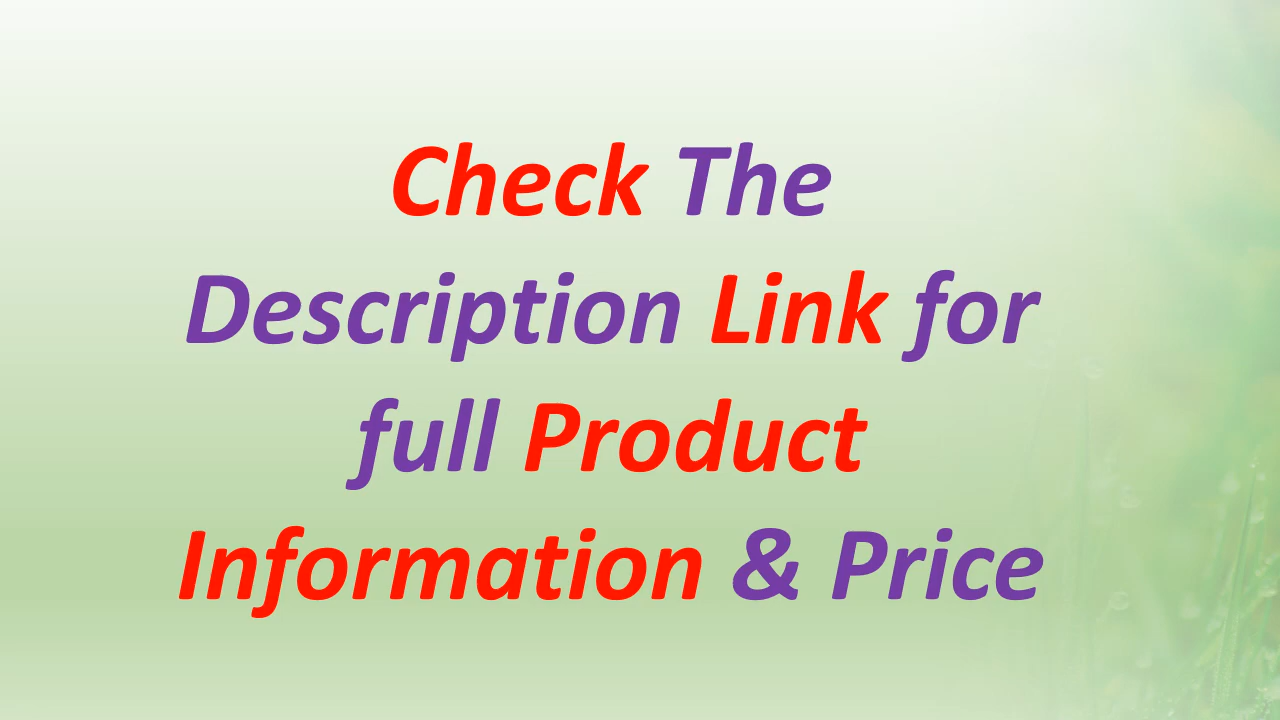 Check The
Description Link for
full Product
Information & Price